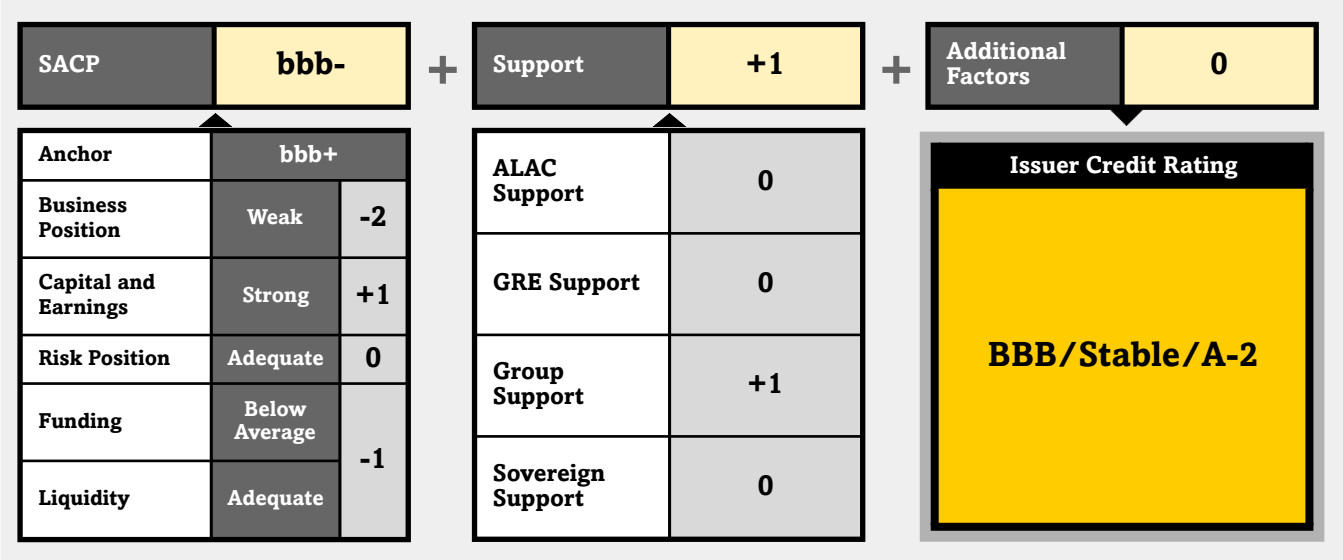 SACP
bbb-
+
Support
+1
+
Additional
Factors
0
Anchor
bbb+
Business
Position
Weak
-2
Capital and
Earnings
Strong
+1
Risk Position
Adequate
0
Funding
Below
Average
-1
Liquidity
Adequate
ALAC
Support
0
GRE Support
0
Group
Support
+1
Sovereign
Support
0
Issuer Credit Rating
BBB/Stable/A-2